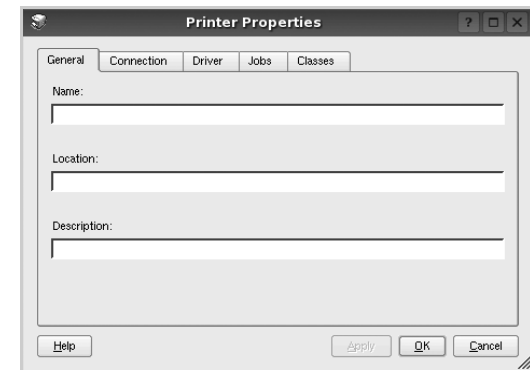 Printer Properties ?
General Connection Driver Jobs Classes
Name:
Location:
Description:
Help Apply OK Cancel